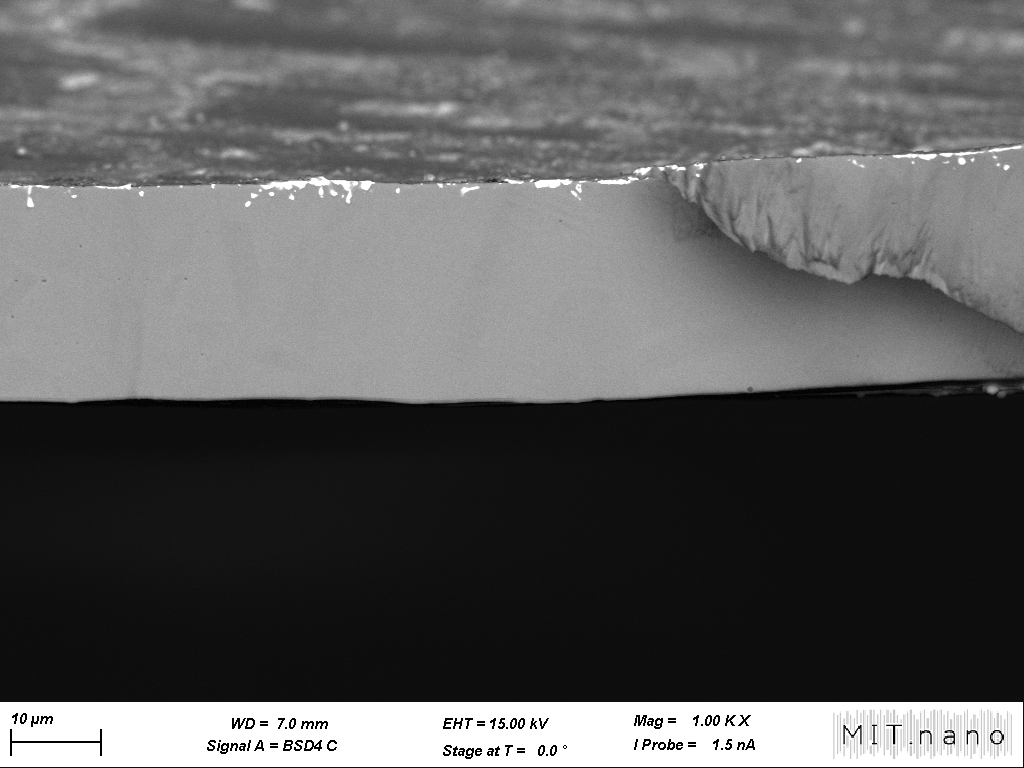 10 µm
WD = 7.0 mm
Signal A = BSD4 C
EHT = 15.00 kV
Stage at T = 0.0 °
Mag = 1.00 K X
I Probe = 1.5 nA
MIT.nano